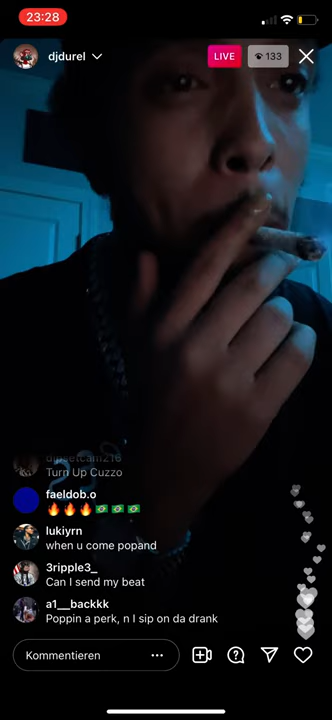 23:28
djdurel
LIVE
133
dipsetcam216
Turn Up Cuzzo
faeldob.o
🔥🔥🔥🇧🇷🇧🇷🇧🇷
lukiyrn
when u come popand
3ripple3_
Can I send my beat
a1__backkk
Poppin a perk, n I sip on da drank
Kommentieren